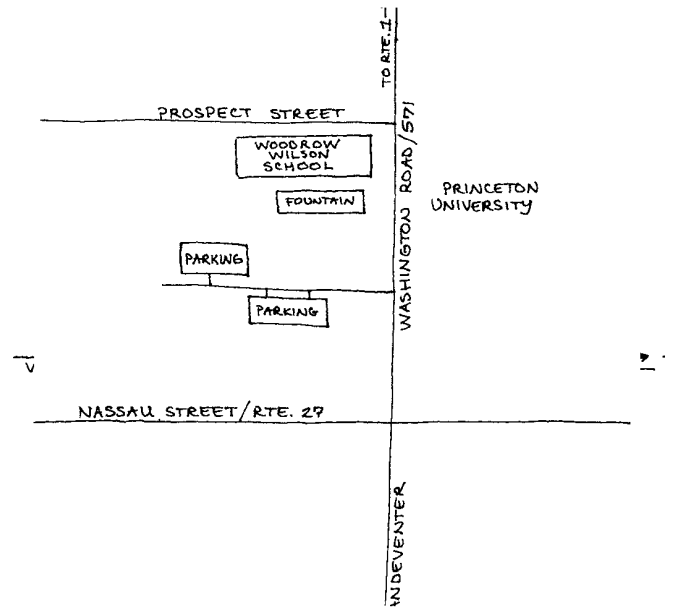 TO RTE. 1
PROSPECT STREET
WASHINGTON ROAD/571
WOODROW
WILSON
SCHOOL
PRINCETON
UNIVERSITY
FOUNTAIN
PARKING
PARKING
NASSAU STREET/RTE. 27
ANDEVENTER